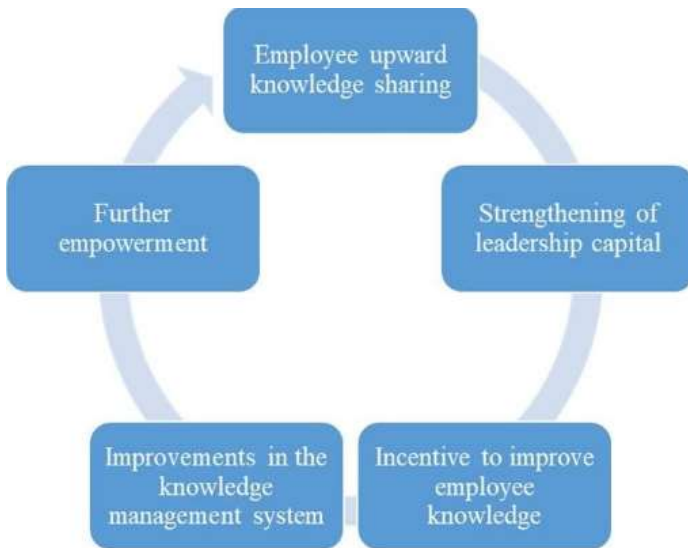 Employee upward
knowledge sharing
Strengthening of
leadership capital
Incentive to improve
employee
knowledge
Improvements in the
knowledge
management system
Further
empowerment